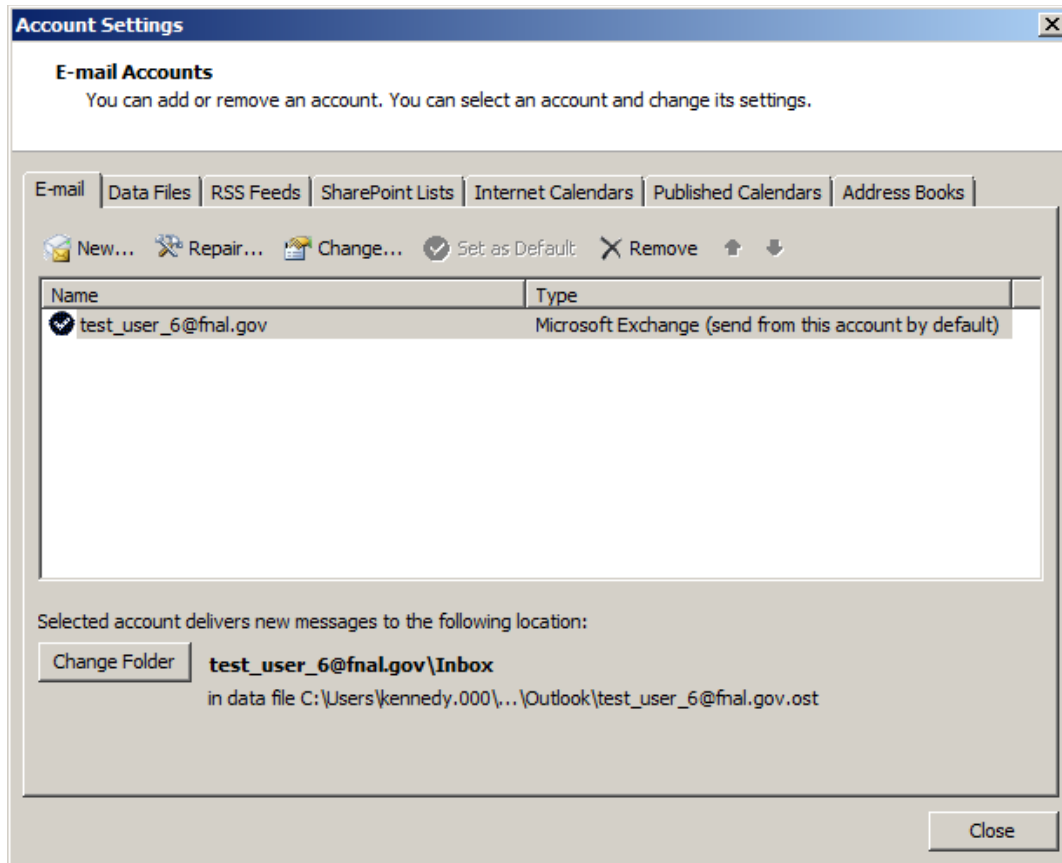 Account Settings
E-mail Accounts
You can add or remove an account. You can select an account and change its settings.
E-mail Data Files RSS Feeds SharePoint Lists Internet Calendars Published Calendars Address Books
New... Repair... Change... Set as Default Remove
Name Type
test_user_6@fnal.gov Microsoft Exchange (send from this account by default)
Selected account delivers new messages to the following location:
Change Folder test_user_6@fnal.gov\Inbox
in data file C:\Users\kennedy.000\...\Outlook\test_user_6@fnal.gov.ost
Close